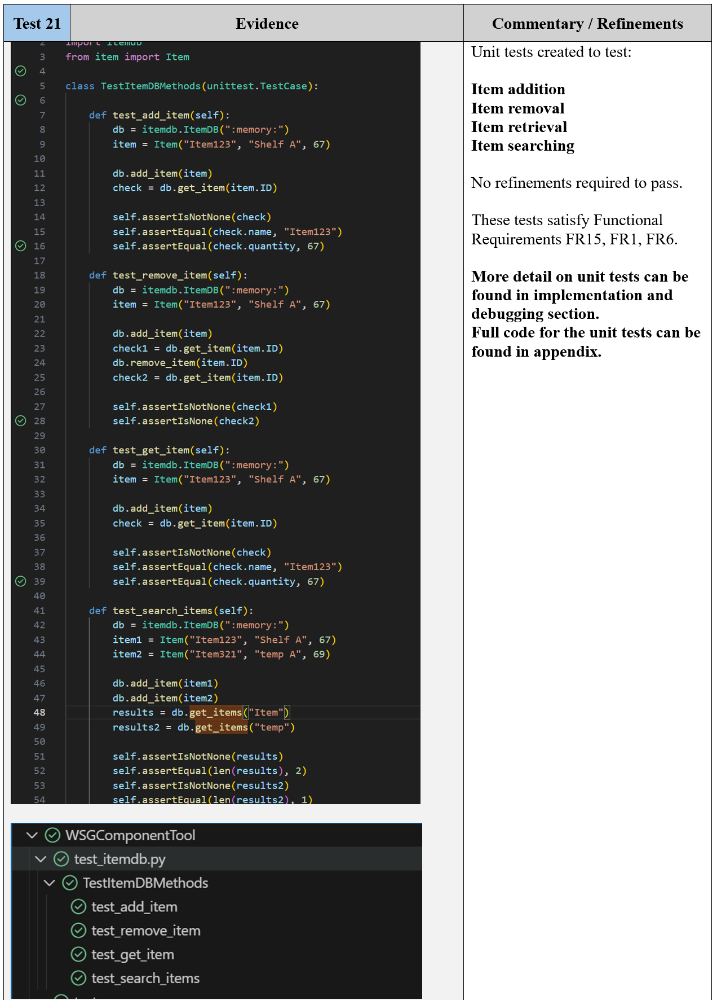 Test 21
Evidence
Commentary / Refinements
2 import itemdb
3 from item import Item
4
5 class TestItemDBMethods(unittest.TestCase):
6
7 def test_add_item(self):
8 db = itemdb.ItemDB(":memory:")
9 item = Item("Item123", "Shelf A", 67)
10
11 db.add_item(item)
12 check = db.get_item(item.ID)
13
14 self.assertIsNotNone(check)
15 self.assertEqual(check.name, "Item123")
16 self.assertEqual(check.quantity, 67)
17
18 def test_remove_item(self):
19 db = itemdb.ItemDB(":memory:")
20 item = Item("Item123", "Shelf A", 67)
21
22 db.add_item(item)
23 check1 = db.get_item(item.ID)
24 db.remove_item(item.ID)
25 check2 = db.get_item(item.ID)
26
27 self.assertIsNotNone(check1)
28 self.assertIsNone(check2)
29
30 def test_get_item(self):
31 db = itemdb.ItemDB(":memory:")
32 item = Item("Item123", "Shelf A", 67)
33
34 db.add_item(item)
35 check = db.get_item(item.ID)
36
37 self.assertIsNotNone(check)
38 self.assertEqual(check.name, "Item123")
39 self.assertEqual(check.quantity, 67)
40
41 def test_search_items(self):
42 db = itemdb.ItemDB(":memory:")
43 item1 = Item("Item123", "Shelf A", 67)
44 item2 = Item("Item321", "temp A", 69)
45
46 db.add_item(item1)
47 db.add_item(item2)
48 results = db.get_items("Item")
49 results2 = db.get_items("temp")
50
51 self.assertIsNotNone(results)
52 self.assertEqual(len(results), 2)
53 self.assertIsNotNone(results2)
54 self.assertEqual(len(results2), 1)
WSGComponentTool
test_itemdb.py
TestItemDBMethods
test_add_item
test_remove_item
test_get_item
test_search_items
Unit tests created to test:
Item addition
Item removal
Item retrieval
Item searching
No refinements required to pass.
These tests satisfy Functional
Requirements FR15, FR1, FR6.
More detail on unit tests can be
found in implementation and
debugging section.
Full code for the unit tests can be
found in appendix.